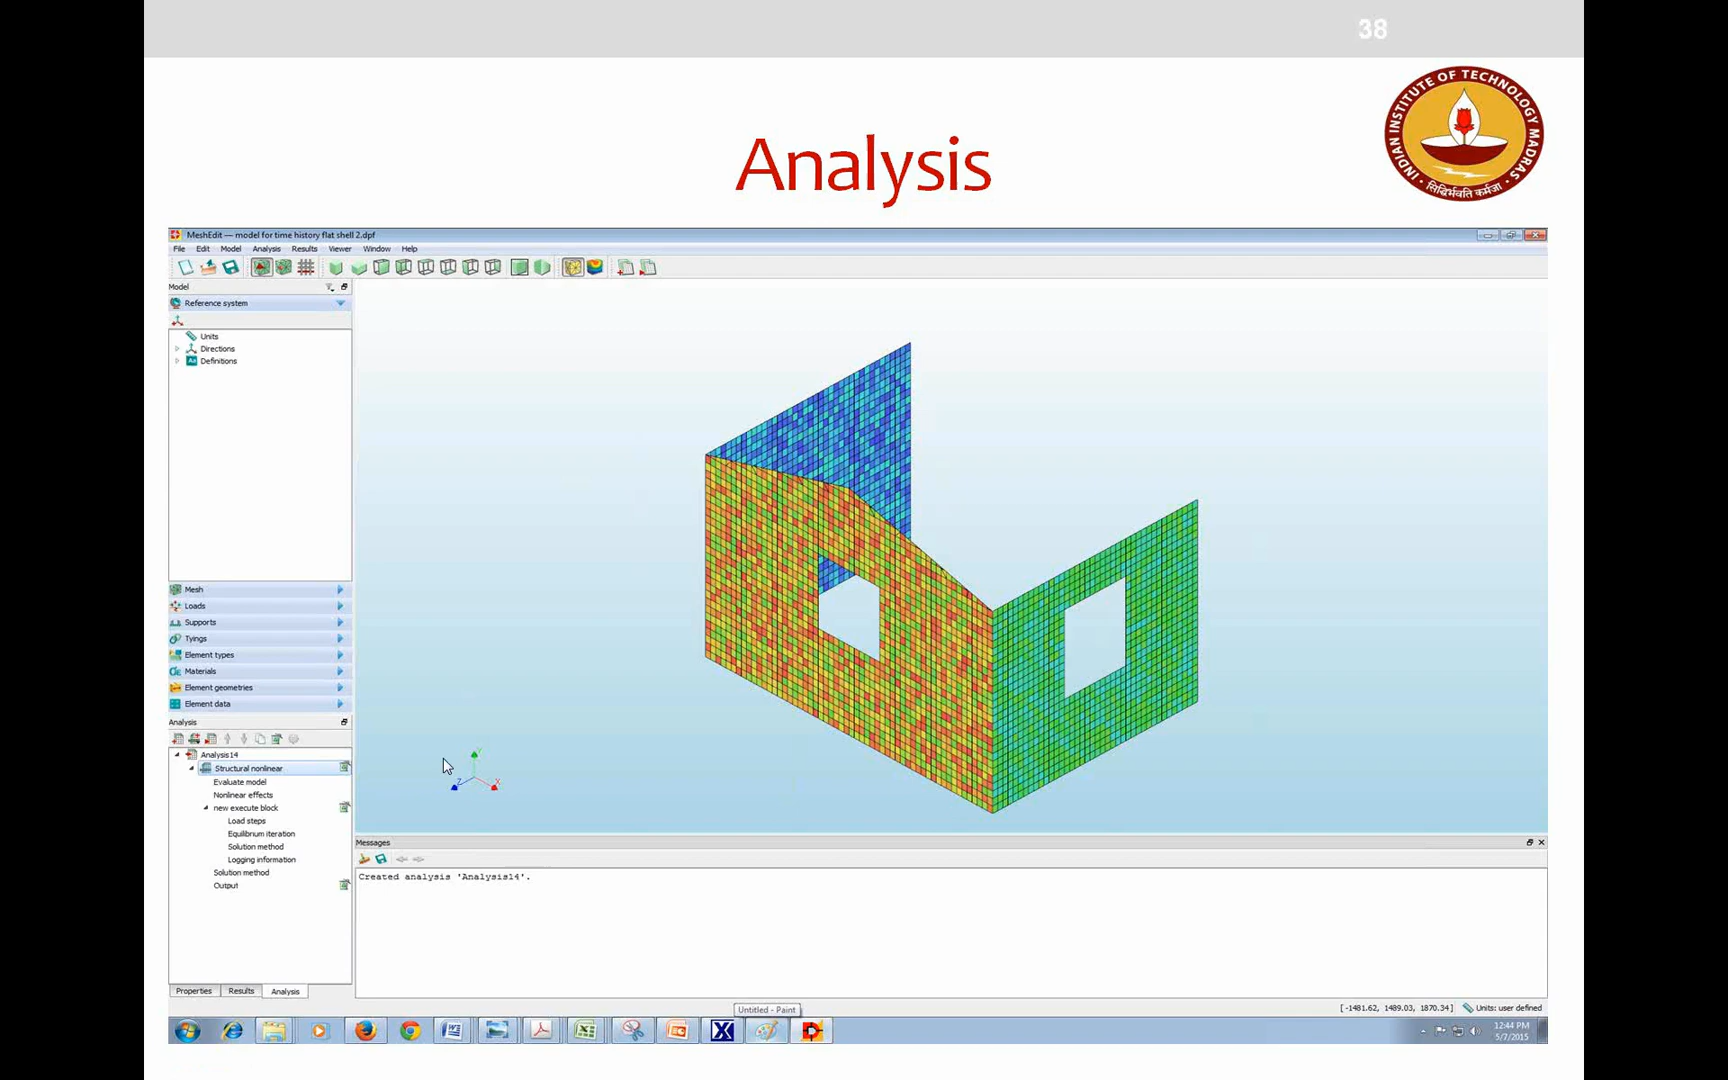 38
INDIAN INSTITUTE OF TECHNOLOGY MADRAS
सिद्धिर्भवति कर्मजा
Analysis
MeshEdit — model for time history flat shell 2.dpf
File Edit Model Analysis Results Viewer Window Help
Model
Reference system
Units
Directions
Definitions
Mesh
Loads
Supports
Tyings
Element types
Materials
Element geometries
Element data
Analysis
Analysis14
Structural nonlinear
Evaluate model
Nonlinear effects
new execute block
Load steps
Equilibrium iteration
Solution method
Logging information
Solution method
Output
Properties Results Analysis
Y
Z
X
Messages
Created analysis 'Analysis14'.
[ -1481.62, 1489.03, 1870.34 ] Units: user defined
Untitled - Paint
12:44 PM
5/7/2015